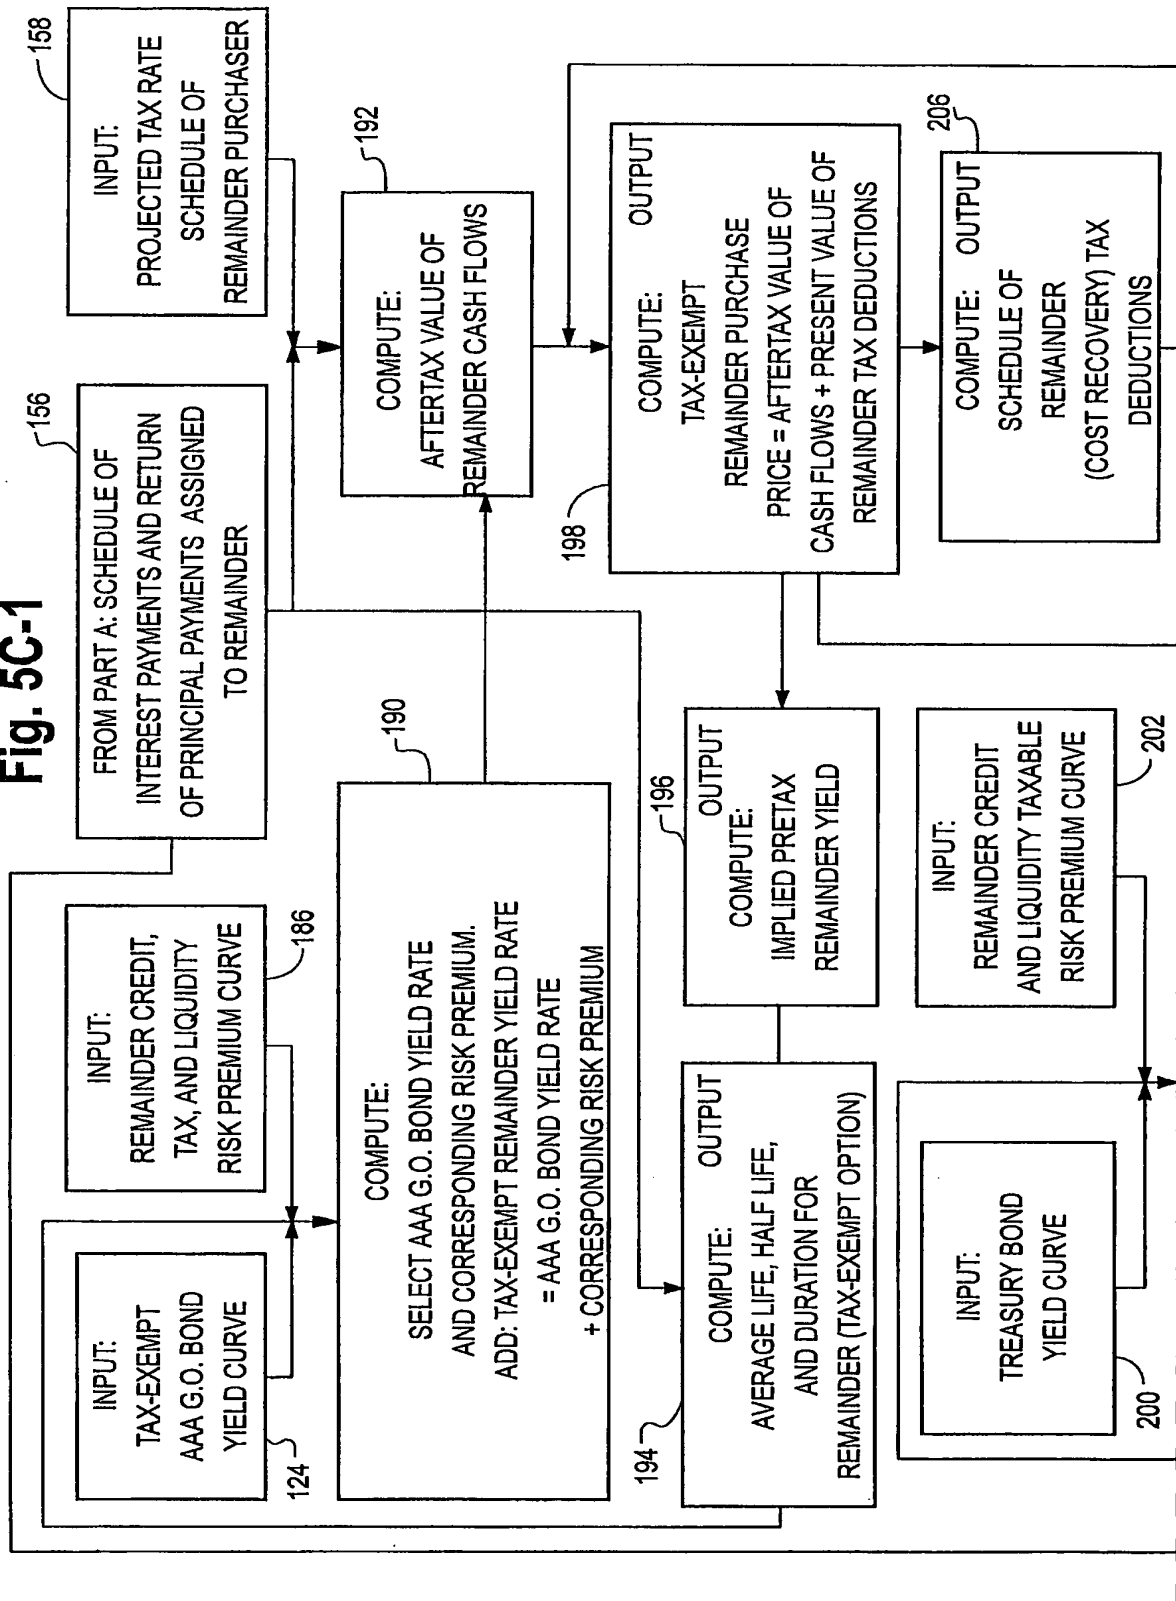 Fig. 5C-1
INPUT:
TAX-EXEMPT
AAA G.O. BOND
YIELD CURVE
124
INPUT:
REMAINDER CREDIT,
TAX, AND LIQUIDITY
RISK PREMIUM CURVE
186
FROM PART A: SCHEDULE OF
INTEREST PAYMENTS AND RETURN
OF PRINCIPAL PAYMENTS ASSIGNED
TO REMAINDER
156
INPUT:
PROJECTED TAX RATE
SCHEDULE OF
REMAINDER PURCHASER
158
COMPUTE:
SELECT AAA G.O. BOND YIELD RATE
AND CORRESPONDING RISK PREMIUM.
ADD: TAX-EXEMPT REMAINDER YIELD RATE
= AAA G.O. BOND YIELD RATE
+ CORRESPONDING RISK PREMIUM
190
COMPUTE:
AFTERTAX VALUE OF
REMAINDER CASH FLOWS
192
COMPUTE: OUTPUT
AVERAGE LIFE, HALF LIFE,
AND DURATION FOR
REMAINDER (TAX-EXEMPT OPTION)
194
OUTPUT
COMPUTE:
IMPLIED PRETAX
REMAINDER YIELD
196
COMPUTE: OUTPUT
TAX-EXEMPT
REMAINDER PURCHASE
PRICE = AFTERTAX VALUE OF
CASH FLOWS + PRESENT VALUE OF
REMAINDER TAX DEDUCTIONS
198
INPUT:
TREASURY BOND
YIELD CURVE
200
INPUT:
REMAINDER CREDIT
AND LIQUIDITY TAXABLE
RISK PREMIUM CURVE
202
COMPUTE: OUTPUT
SCHEDULE OF
REMAINDER
(COST RECOVERY) TAX
DEDUCTIONS
206